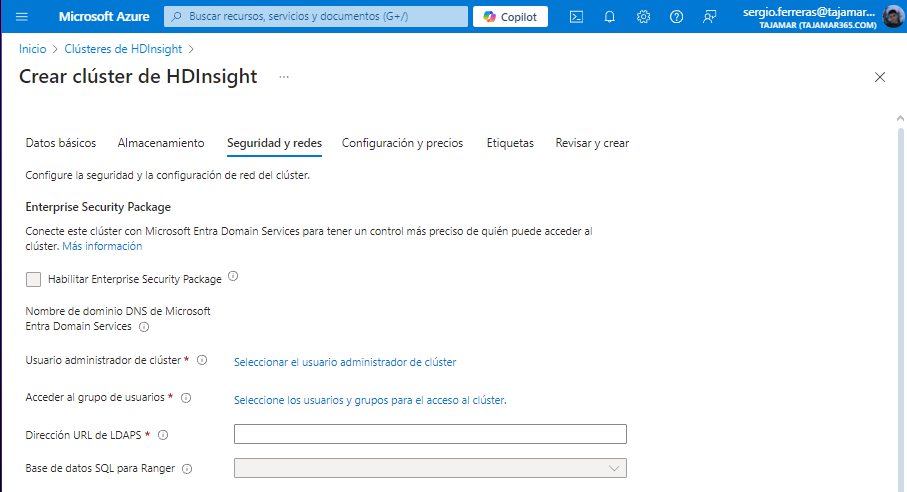 Microsoft Azure
Buscar recursos, servicios y documentos (G+/)
Copilot
sergio.ferreras@tajamar...
TAJAMAR (TAJAMAR365.COM)
Inicio > Clústeres de HDInsight >
Crear clúster de HDInsight ...
Datos básicos Almacenamiento Seguridad y redes Configuración y precios Etiquetas Revisar y crear
Configure la seguridad y la configuración de red del clúster.
Enterprise Security Package
Conecte este clúster con Microsoft Entra Domain Services para tener un control más preciso de quién puede acceder al
clúster. Más información
Habilitar Enterprise Security Package
Nombre de dominio DNS de Microsoft
Entra Domain Services
Usuario administrador de clúster * Seleccionar el usuario administrador de clúster
Acceder al grupo de usuarios * Seleccione los usuarios y grupos para el acceso al clúster.
Dirección URL de LDAPS *
Base de datos SQL para Ranger